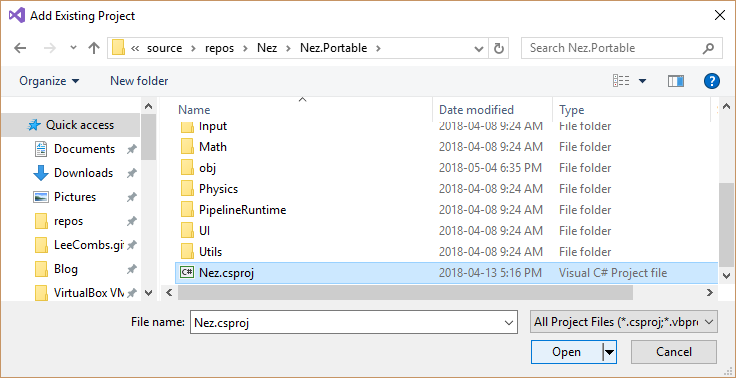 Add Existing Project
« source › repos › Nez › Nez.Portable ›
Search Nez.Portable
Organize New folder
Name Date modified Type
Quick access
Documents
Downloads
Pictures
repos
LeeCombs.git
Blog
VirtualBox VM
Input 2018-04-08 9:24 AM File folder
Math 2018-04-08 9:24 AM File folder
obj 2018-05-04 6:35 PM File folder
Physics 2018-04-08 9:24 AM File folder
PipelineRuntime 2018-04-08 9:24 AM File folder
UI 2018-04-08 9:24 AM File folder
Utils 2018-04-08 9:24 AM File folder
C# Nez.csproj 2018-04-13 5:16 PM Visual C# Project file
File name: Nez.csproj All Project Files (*.csproj;*.vbpro
Open Cancel